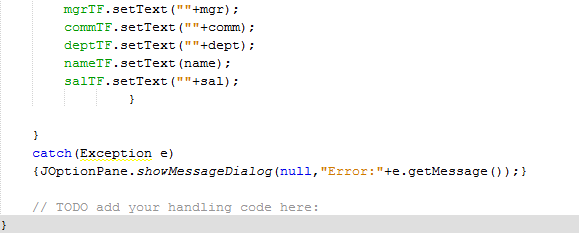 mgrTF.setText(""+mgr);
commTF.setText(""+comm);
deptTF.setText(""+dept);
nameTF.setText(name);
salTF.setText(""+sal);
}
}
catch(Exception e)
{JOptionPane.showMessageDialog(null,"Error:"+e.getMessage());}
// TODO add your handling code here:
}